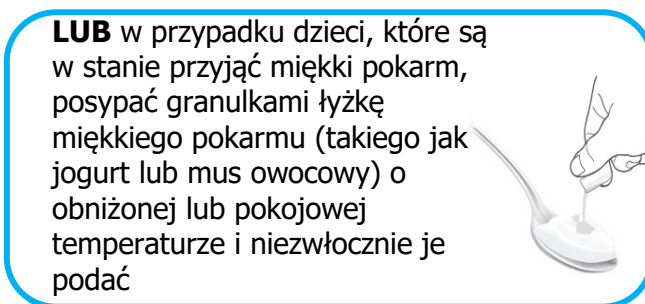 LUB w przypadku dzieci, które są
w stanie przyjąć miękki pokarm,
posypać granulkami łyżkę
miękkiego pokarmu (takiego jak
jogurt lub mus owocowy) o
obniżonej lub pokojowej
temperaturze i niezwłocznie je
podać